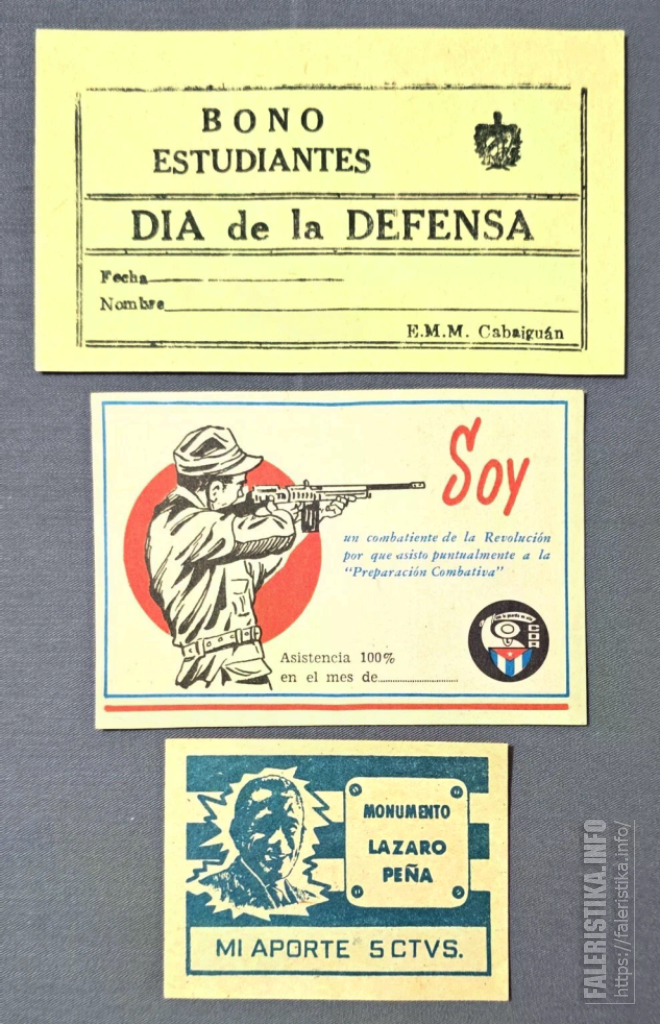 BONO
ESTUDIANTES
DIA de la DEFENSA
Fecha
Nombre
E.M.M. Cabaiguán
Soy
un combatiente de la Revolución
por que asisto puntualmente a la
"Preparación Combativa"
Asistencia 100%
en el mes de
CDR
MONUMENTO
LAZARO
PEÑA
MI APORTE 5 CTVS.
FALERISTIKA.INFO
https://faleristika.info/